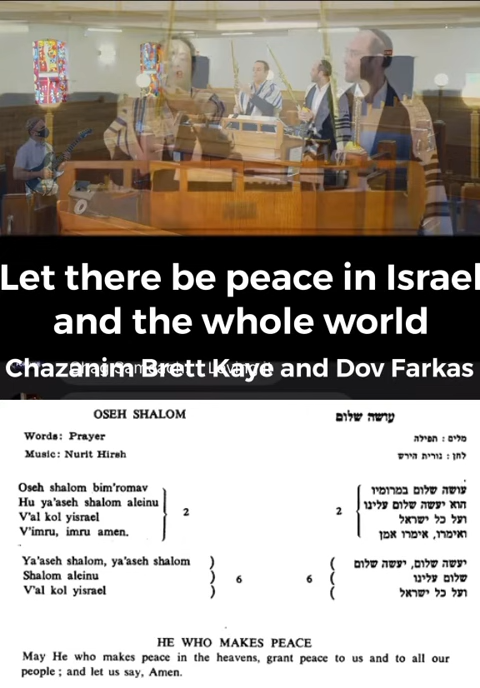 Let there be peace in Israel
and the whole world
Chazanim Brett Kaye and Dov Farkas
OSEH SHALOM
עושה שלום
Words: Prayer
מלים : תפילה
Music: Nurit Hirsh
לחן : נורית הירש
Oseh shalom bim'romav
Hu ya'aseh shalom aleinu
V'al kol yisrael
V'imru, imru amen.
2
2
עושה שלום במרומיו
הוא יעשה שלום עלינו
ועל כל ישראל
ואימרו, אימרו אמן
Ya'aseh shalom, ya'aseh shalom
Shalom aleinu
V'al kol yisrael
6
6
יעשה שלום, יעשה שלום
שלום עלינו
ועל כל ישראל
HE WHO MAKES PEACE
May He who makes peace in the heavens, grant peace to us and to all our
people ; and let us say, Amen.